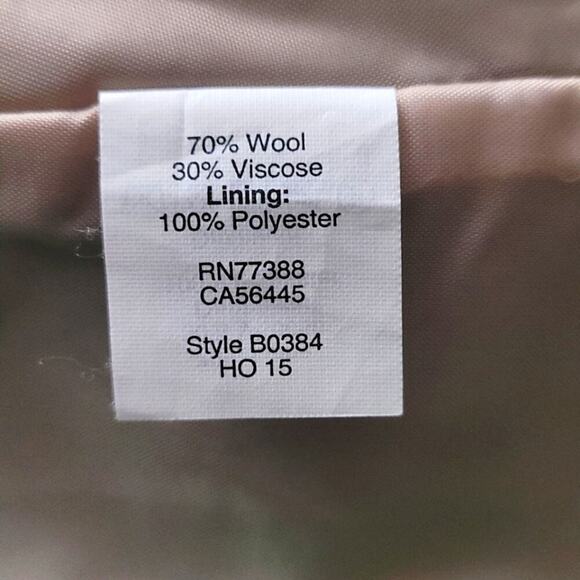 70% Wool
30% Viscose
Lining:
100% Polyester
RN77388
CA56445
Style B0384
HO 15